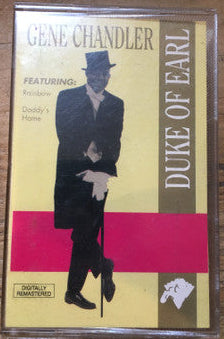 GENE CHANDLER
FEATURING:
Rainbow
Daddy's
Home
DUKE OF EARL
DIGITALLY
REMASTERED